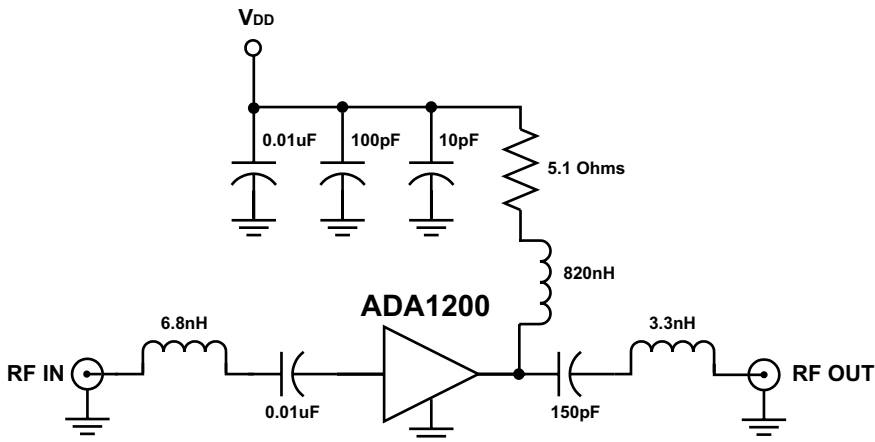 VDD
0.01uF
100pF
10pF
5.1 Ohms
820nH
ADA1200
6.8nH
3.3nH
RF IN
RF OUT
0.01uF
150pF